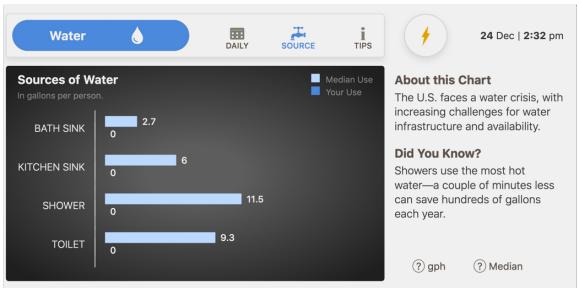 Water
DAILY
SOURCE
TIPS
24 Dec | 2:32 pm
Sources of Water
In gallons per person.
Median Use
Your Use
BATH SINK
2.7
0
KITCHEN SINK
6
0
SHOWER
11.5
0
TOILET
9.3
0
About this Chart
The U.S. faces a water crisis, with
increasing challenges for water
infrastructure and availability.
Did You Know?
Showers use the most hot
water—a couple of minutes less
can save hundreds of gallons
each year.
? gph
? Median